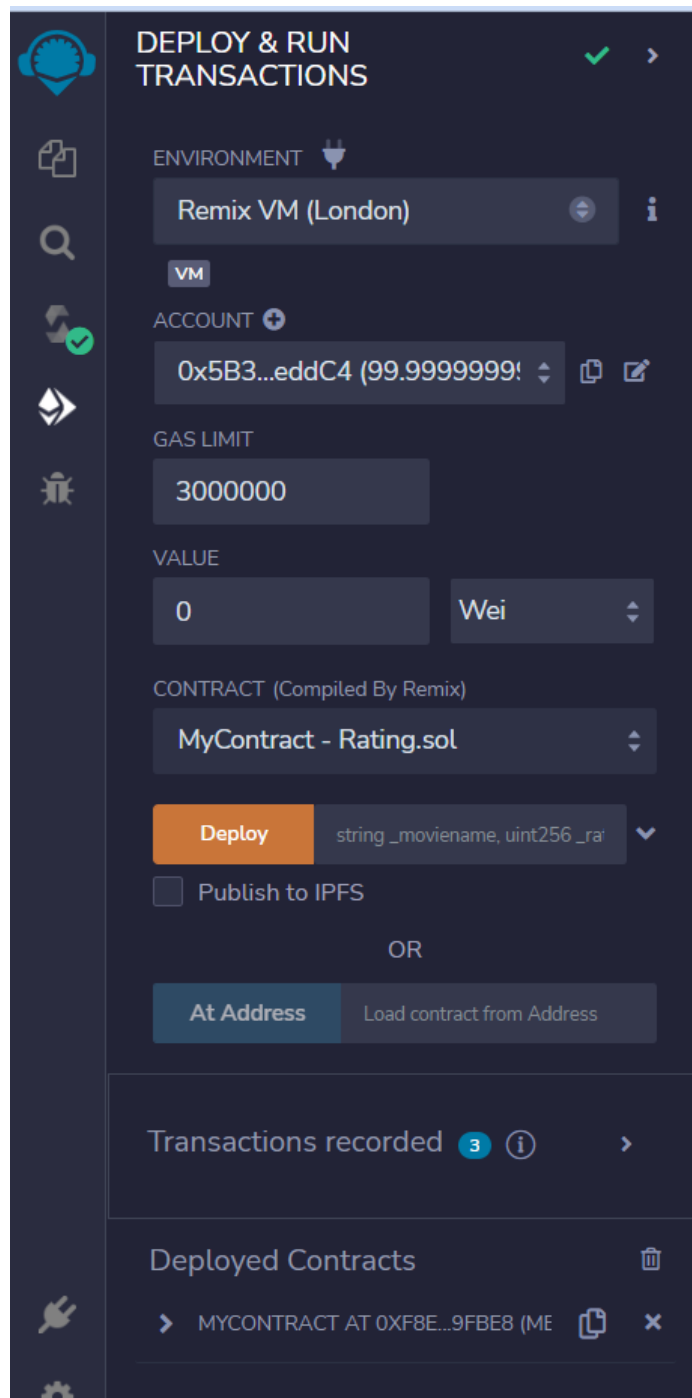 DEPLOY & RUN
TRANSACTIONS
ENVIRONMENT
Remix VM (London)
VM
ACCOUNT
0x5B3...eddC4 (99.99999999
GAS LIMIT
3000000
VALUE
0 Wei
CONTRACT (Compiled By Remix)
MyContract - Rating.sol
Deploy string _moviename, uint256 _ra
Publish to IPFS
OR
At Address Load contract from Address
Transactions recorded 3
Deployed Contracts
MYCONTRACT AT 0XF8E...9FBE8 (ME